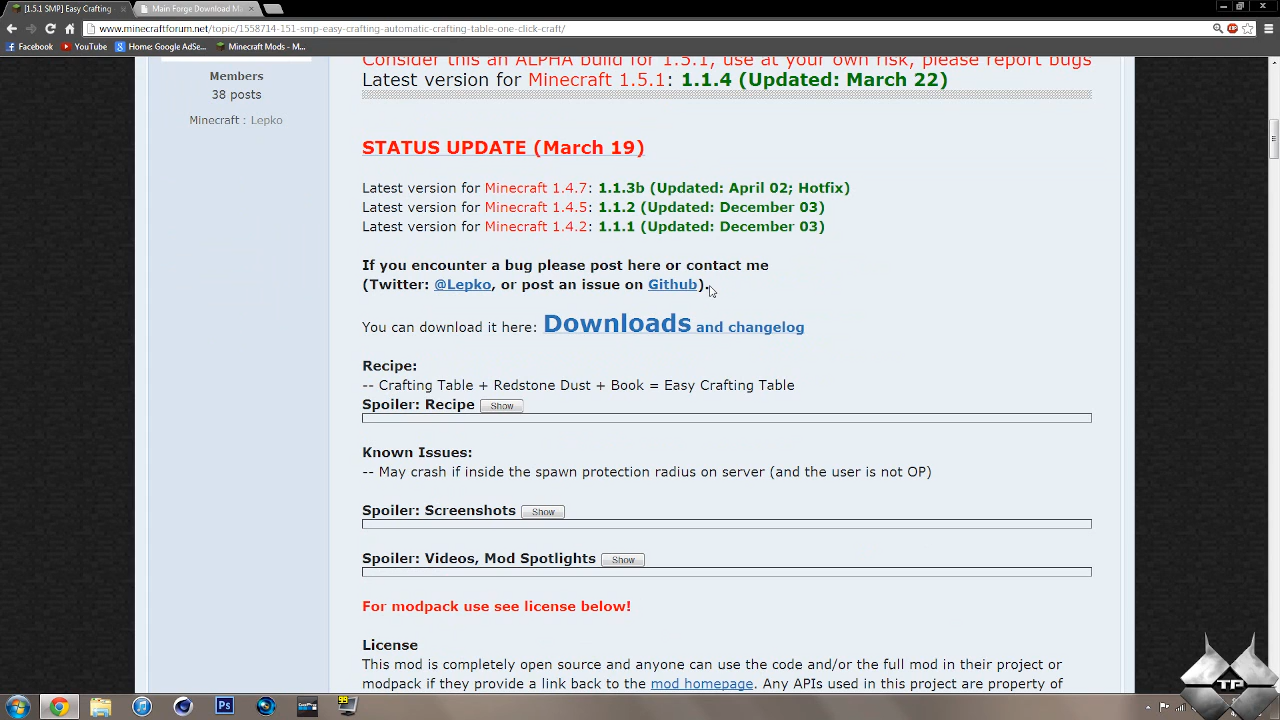 [1.5.1 SMP] Easy Crafting
Main Forge Download M
www.minecraftforum.net/topic/1558714-151-smp-easy-crafting-automatic-crafting-table-one-click-craft/
Facebook YouTube Home: Google AdSe... Minecraft Mods - M...
Members
38 posts
Minecraft : Lepko
Consider this an ALPHA build for 1.5.1, use at your own risk, please report bugs
Latest version for Minecraft 1.5.1: 1.1.4 (Updated: March 22)
STATUS UPDATE (March 19)
Latest version for Minecraft 1.4.7: 1.1.3b (Updated: April 02; Hotfix)
Latest version for Minecraft 1.4.5: 1.1.2 (Updated: December 03)
Latest version for Minecraft 1.4.2: 1.1.1 (Updated: December 03)
If you encounter a bug please post here or contact me
(Twitter: @Lepko, or post an issue on Github).
You can download it here: Downloads and changelog
Recipe:
-- Crafting Table + Redstone Dust + Book = Easy Crafting Table
Spoiler: Recipe Show
Known Issues:
-- May crash if inside the spawn protection radius on server (and the user is not OP)
Spoiler: Screenshots Show
Spoiler: Videos, Mod Spotlights Show
For modpack use see license below!
License
This mod is completely open source and anyone can use the code and/or the full mod in their project or
modpack if they provide a link back to the mod homepage. Any APIs used in this project are property of
Ps
99
TP